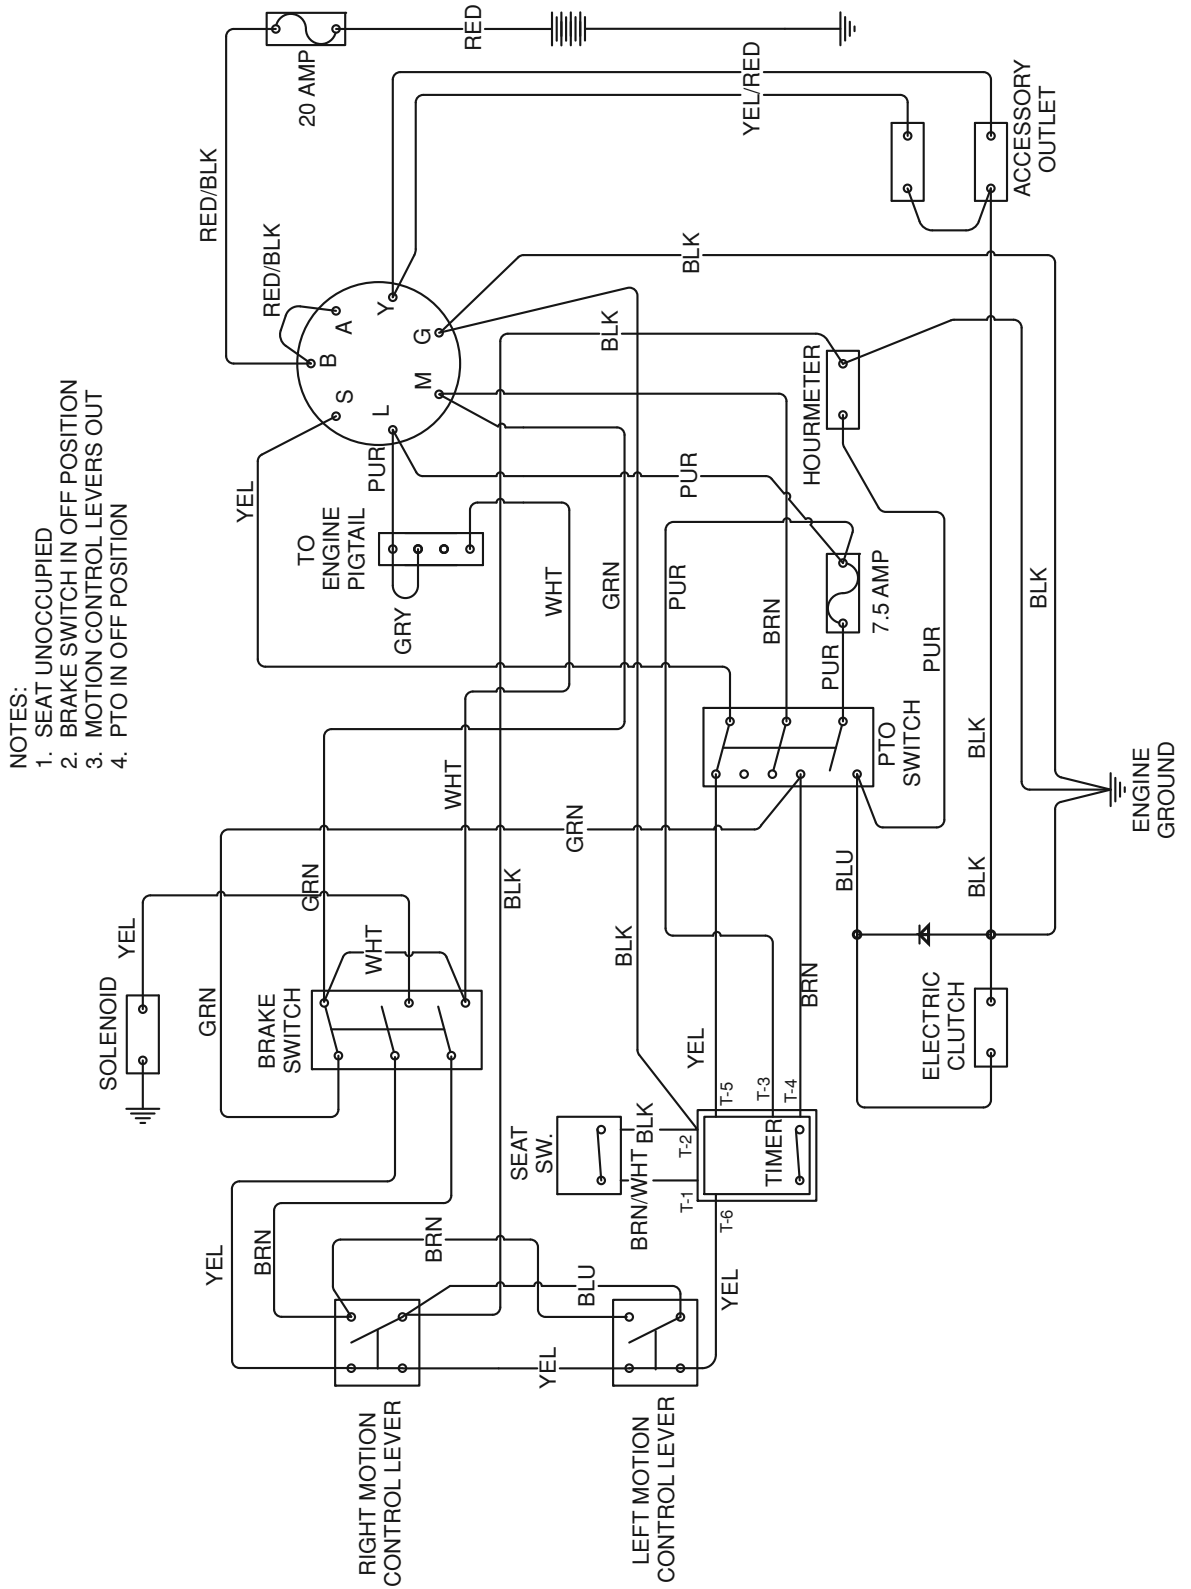 NOTES:
1. SEAT UNOCCUPIED
2. BRAKE SWITCH IN OFF POSITION
3. MOTION CONTROL LEVERS OUT
4. PTO IN OFF POSITION
SOLENOID
YEL
GRN
YEL
BRN
BRAKE
SWITCH
GRN
WHT
RIGHT MOTION
CONTROL LEVER
BRN
YEL
BLU
LEFT MOTION
CONTROL LEVER
YEL
WHT
BLK
GRN
SEAT
SW.
BRN/WHT
BLK
T-1
T-2
T-6
T-5
T-3
T-4
TIMER
BLK
YEL
BRN
YEL
RED/BLK
RED/BLK
20 AMP
RED
TO
ENGINE
PIGTAIL
PUR
GRY
S
B
A
L
Y
M
G
WHT
GRN
BLK
PUR
PUR
BLK
YEL/RED
BRN
HOURMETER
PUR
7.5 AMP
PTO
SWITCH
BLU
PUR
ELECTRIC
CLUTCH
BLK
BLK
BLK
ACCESSORY
OUTLET
ENGINE
GROUND